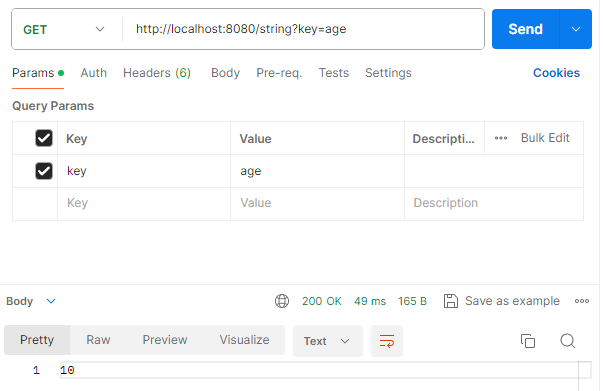 GET http://localhost:8080/string?key=age Send
Params Auth Headers (6) Body Pre-req. Tests Settings Cookies
Query Params
Key Value Descripti... Bulk Edit
key age
Key Value Description
Body 200 OK 49 ms 165 B Save as example
Pretty Raw Preview Visualize Text
1 10